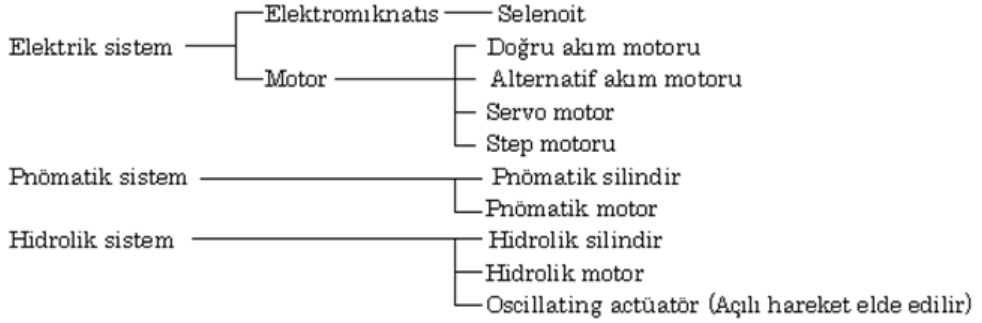 Elektromıknatıs Selenoit
Elektrik sistem Doğru akım motoru
Motor Alternatif akım motoru
Servo motor
Step motoru
Pnömatik sistem Pnömatik silindir
Pnömatik motor
Hidrolik sistem Hidrolik silindir
Hidrolik motor
Oscillating actüatör (Açılı hareket elde edilir)